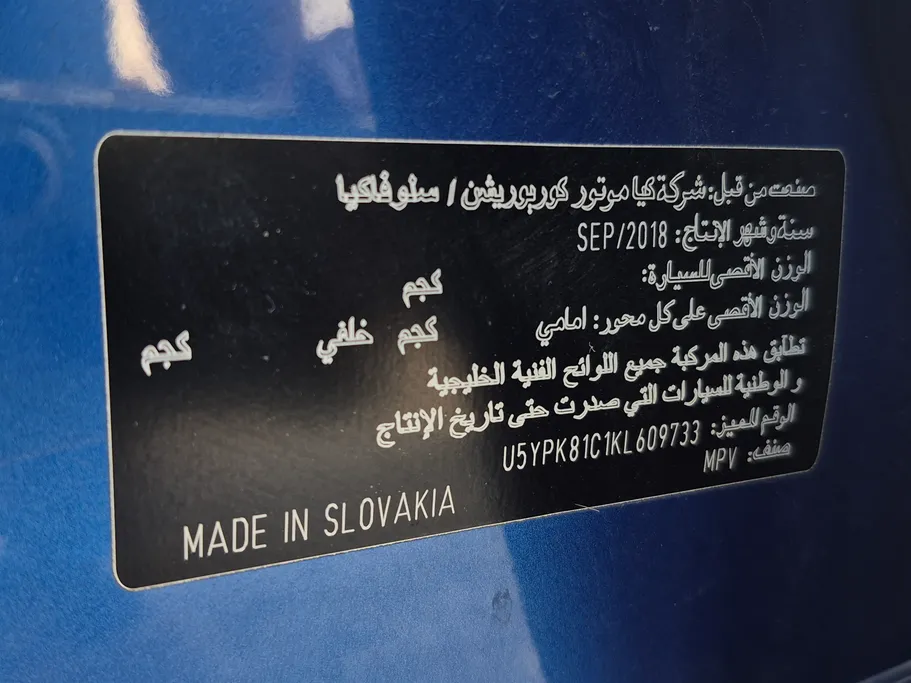 صنعت من قبل: شركة كيا موتور كوربوريشن / سلوفاكيا
سنة وشهر الإنتاج: SEP/2018
الوزن الأقصى للسيارة: كجم
الوزن الأقصى على كل محور: امامي كجم خلفي كجم
تطابق هذه المركبة جميع اللوائح الفنية الخليجية
و الوطنية للسيارات التي صدرت حتى تاريخ الإنتاج
الرقم المميز: U5YPK81C1KL609733
صنف: MPV
MADE IN SLOVAKIA